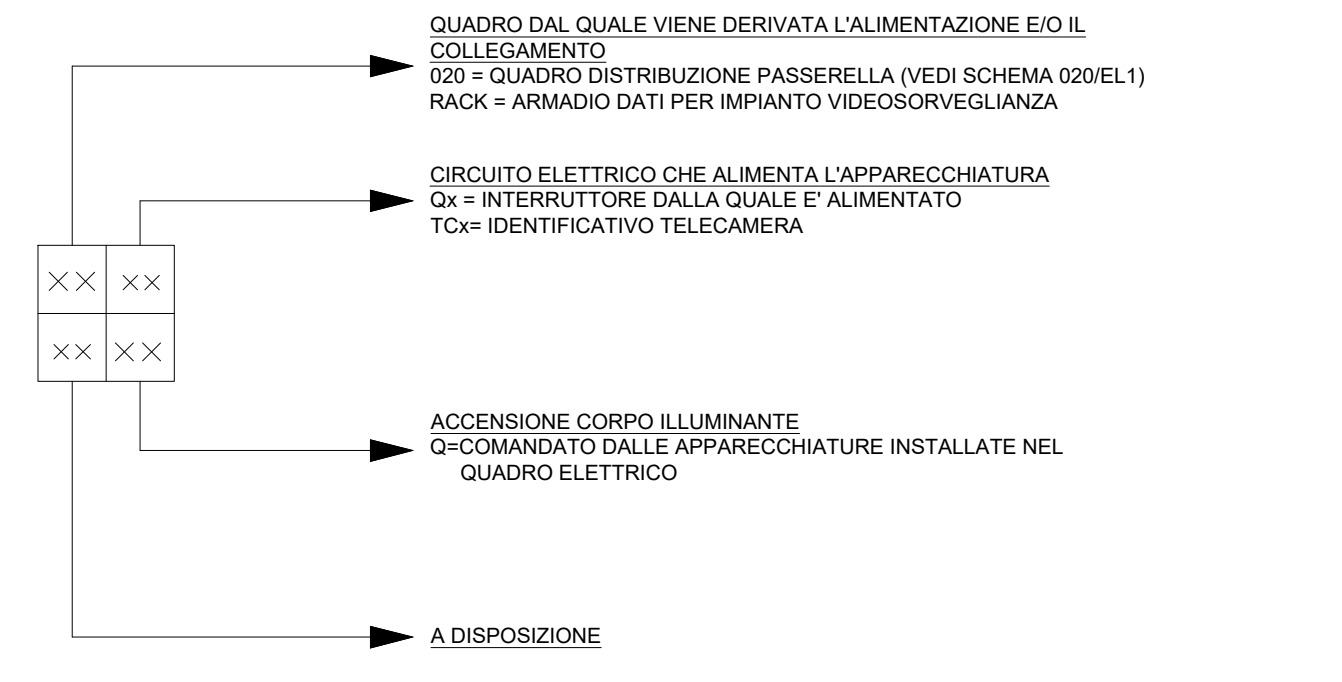 QUADRO DAL QUALE VIENE DERIVATA L'ALIMENTAZIONE E/O IL
COLLEGAMENTO
020 = QUADRO DISTRIBUZIONE PASSERELLA (VEDI SCHEMA 020/EL1)
RACK = ARMADIO DATI PER IMPIANTO VIDEOSORVEGLIANZA
CIRCUITO ELETTRICO CHE ALIMENTA L'APPARECCHIATURA
Qx = INTERRUTTORE DALLA QUALE E' ALIMENTATO
TCx= IDENTIFICATIVO TELECAMERA
XX XX
XX XX
ACCENSIONE CORPO ILLUMINANTE
Q=COMANDATO DALLE APPARECCHIATURE INSTALLATE NEL
QUADRO ELETTRICO
A DISPOSIZIONE